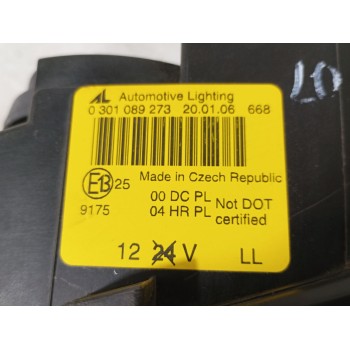 AL Automotive Lighting
0 301 089 273 20.01.06 668
Made in Czech Republic
E13 25
00 DC PL
9175 04 HR PL
Not DOT
certified
12 24 V LL